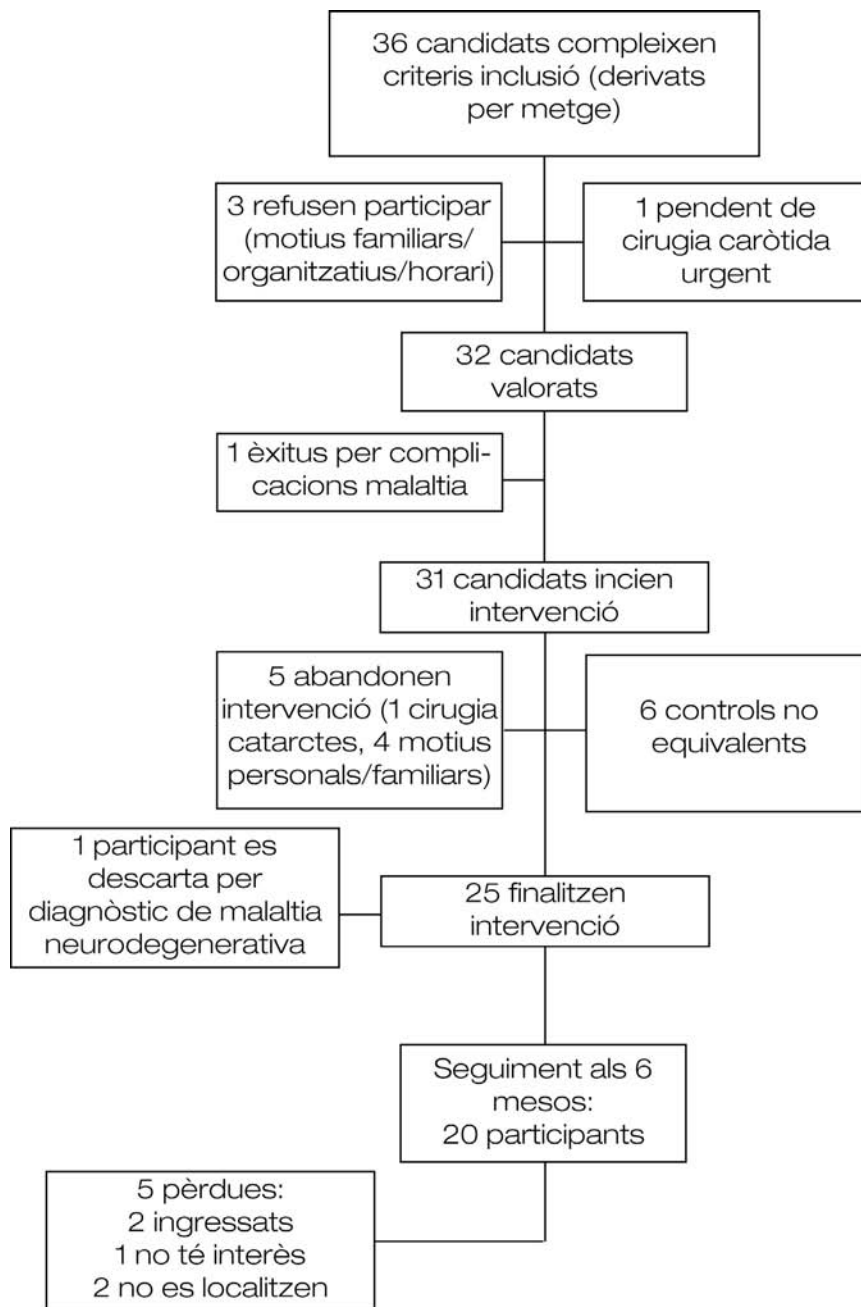 36 candidats compleixen
criteris inclusió (derivats
per metge)
3 refusen participar
(motius familiars/
organitzatius/horari)
1 pendent de
cirugia caròtida
urgent
32 candidats
valorats
1 èxitus per compli-
cacions malaltia
31 candidats incien
intervenció
5 abandonen
intervenció (1 cirugia
catarctes, 4 motius
personals/familiars)
6 controls no
equivalents
1 participant es
descarta per
diagnòstic de malaltia
neurodegenerativa
25 finalitzen
intervenció
Seguiment als 6
mesos:
20 participants
5 pèrdues:
2 ingressats
1 no té interès
2 no es localitzen